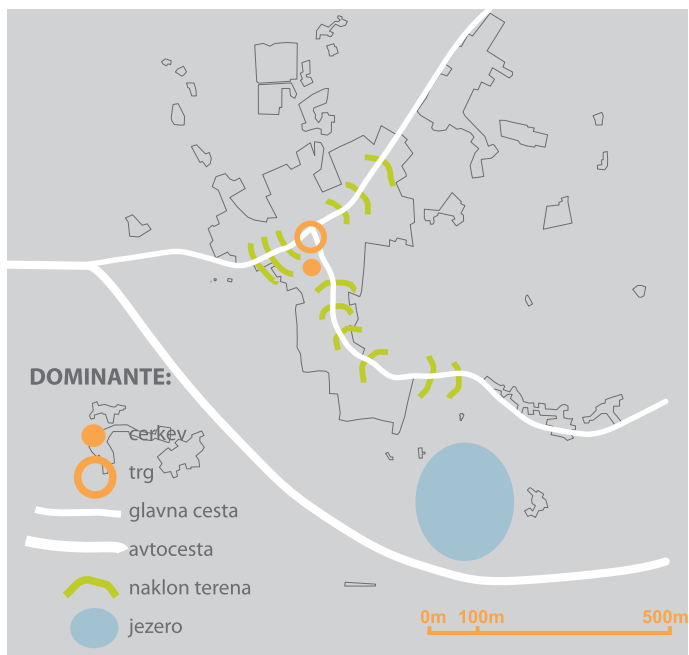 DOMINANTE:
cerkev
trg
glavna cesta
avtocesta
naklon terena
jezero
0m 100m 500m